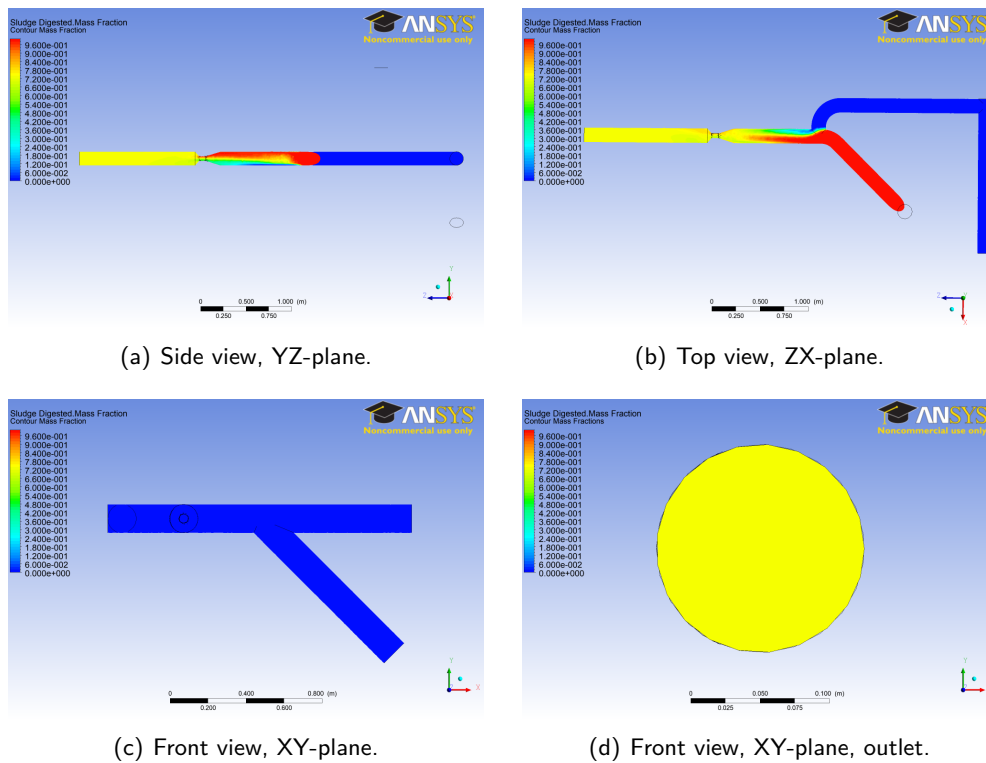 Sludge Digested.Mass Fraction
Contour Mass Fraction
ANSYS
Noncommercial use only
9.600e-001
9.000e-001
8.400e-001
7.800e-001
7.200e-001
6.600e-001
6.000e-001
5.400e-001
4.800e-001
4.200e-001
3.600e-001
3.000e-001
2.400e-001
1.800e-001
1.200e-001
6.000e-002
0.000e+000
Y
Z
0 0.500 1.000 (m)
0.250 0.750
(a) Side view, YZ-plane.
Sludge Digested.Mass Fraction
Contour Mass Fraction
ANSYS
Noncommercial use only
9.600e-001
9.000e-001
8.400e-001
7.800e-001
7.200e-001
6.600e-001
6.000e-001
5.400e-001
4.800e-001
4.200e-001
3.600e-001
3.000e-001
2.400e-001
1.800e-001
1.200e-001
6.000e-002
0.000e+000
Z
X
0 0.500 1.000 (m)
0.250 0.750
(b) Top view, ZX-plane.
Sludge Digested.Mass Fraction
Contour Mass Fraction
ANSYS
Noncommercial use only
9.600e-001
9.000e-001
8.400e-001
7.800e-001
7.200e-001
6.600e-001
6.000e-001
5.400e-001
4.800e-001
4.200e-001
3.600e-001
3.000e-001
2.400e-001
1.800e-001
1.200e-001
6.000e-002
0.000e+000
Y
X
0 0.400 0.800 (m)
0.200 0.600
(c) Front view, XY-plane.
Sludge Digested.Mass Fraction
Contour Mass Fractions
ANSYS
Noncommercial use only
9.600e-001
9.000e-001
8.400e-001
7.800e-001
7.200e-001
6.600e-001
6.000e-001
5.400e-001
4.800e-001
4.200e-001
3.600e-001
3.000e-001
2.400e-001
1.800e-001
1.200e-001
6.000e-002
0.000e+000
Y
X
0 0.050 0.100 (m)
0.025 0.075
(d) Front view, XY-plane, outlet.